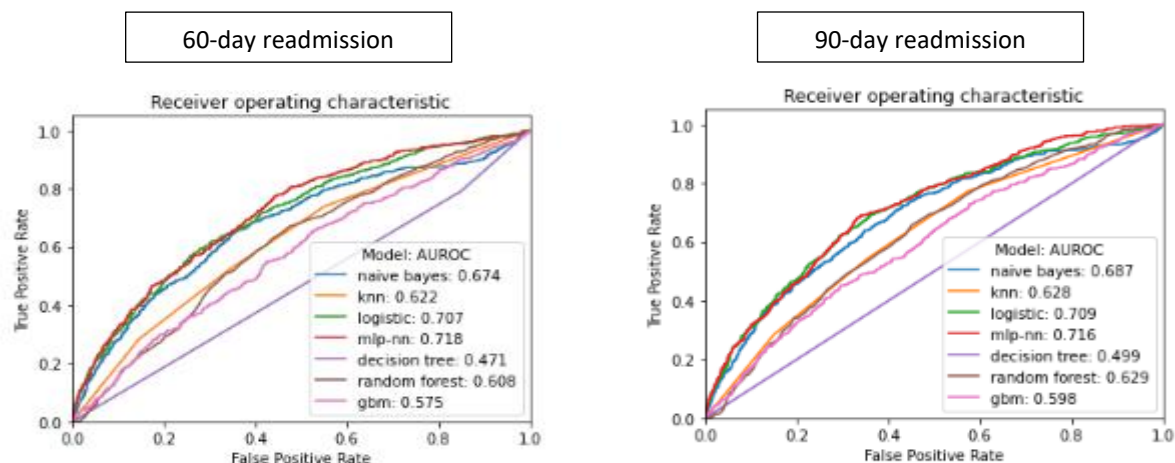 60-day readmission
Receiver operating characteristic
True Positive Rate
1.0
0.8
0.6
0.4
0.2
0.0
Model: AUROC
naive bayes: 0.674
knn: 0.622
logistic: 0.707
mlp-nn: 0.718
decision tree: 0.471
random forest: 0.608
gbm: 0.575
0.0 0.2 0.4 0.6 0.8 1.0
False Positive Rate
90-day readmission
Receiver operating characteristic
True Positive Rate
1.0
0.8
0.6
0.4
0.2
0.0
Model: AUROC
naive bayes: 0.687
knn: 0.628
logistic: 0.709
mlp-nn: 0.716
decision tree: 0.499
random forest: 0.629
gbm: 0.598
0.0 0.2 0.4 0.6 0.8 1.0
False Positive Rate